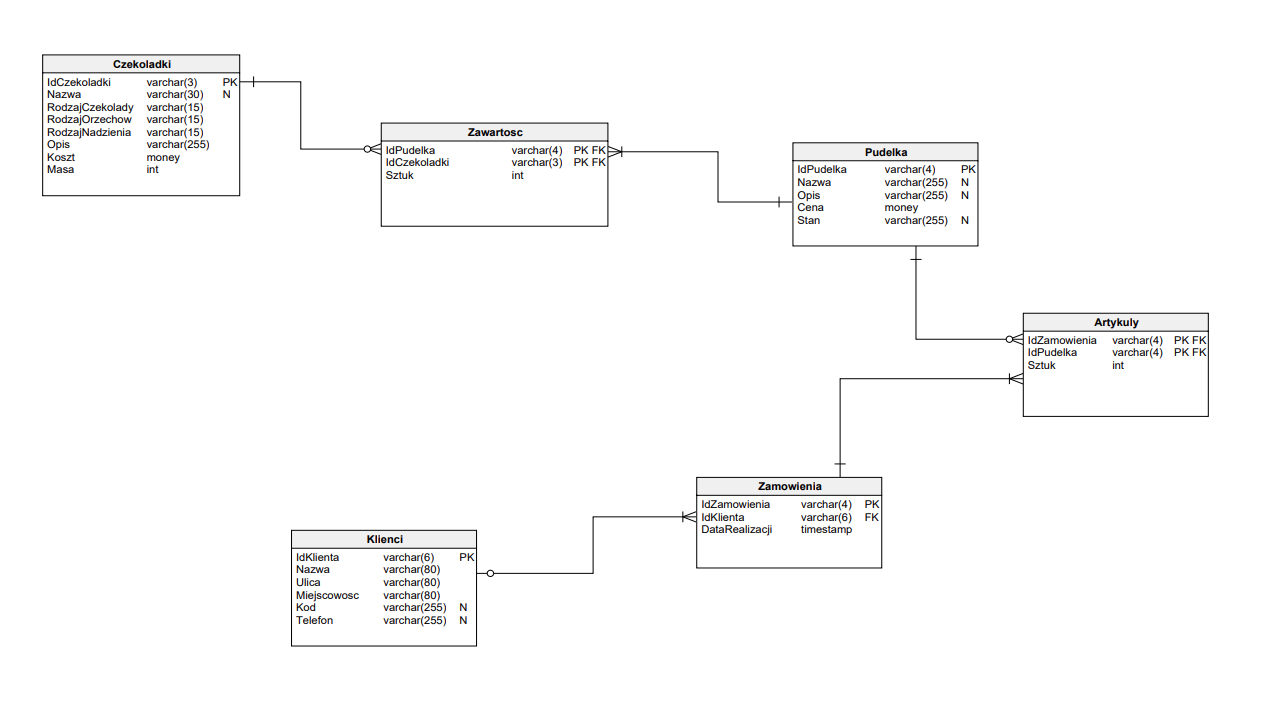 Czekoladki
IdCzekoladki varchar(3) PK
Nazwa varchar(30) N
RodzajCzekolady varchar(15)
RodzajOrzechow varchar(15)
RodzajNadzienia varchar(15)
Opis varchar(255)
Koszt money
Masa int
Zawartosc
IdPudelka varchar(4) PK FK
IdCzekoladki varchar(3) PK FK
Sztuk int
Pudelka
IdPudelka varchar(4) PK
Nazwa varchar(255) N
Opis varchar(255) N
Cena money
Stan varchar(255) N
Artykuly
IdZamowienia varchar(4) PK FK
IdPudelka varchar(4) PK FK
Sztuk int
Zamowienia
IdZamowienia varchar(4) PK
IdKlienta varchar(6) FK
DataRealizacji timestamp
Klienci
IdKlienta varchar(6) PK
Nazwa varchar(80)
Ulica varchar(80)
Miejscowosc varchar(80)
Kod varchar(255) N
Telefon varchar(255) N